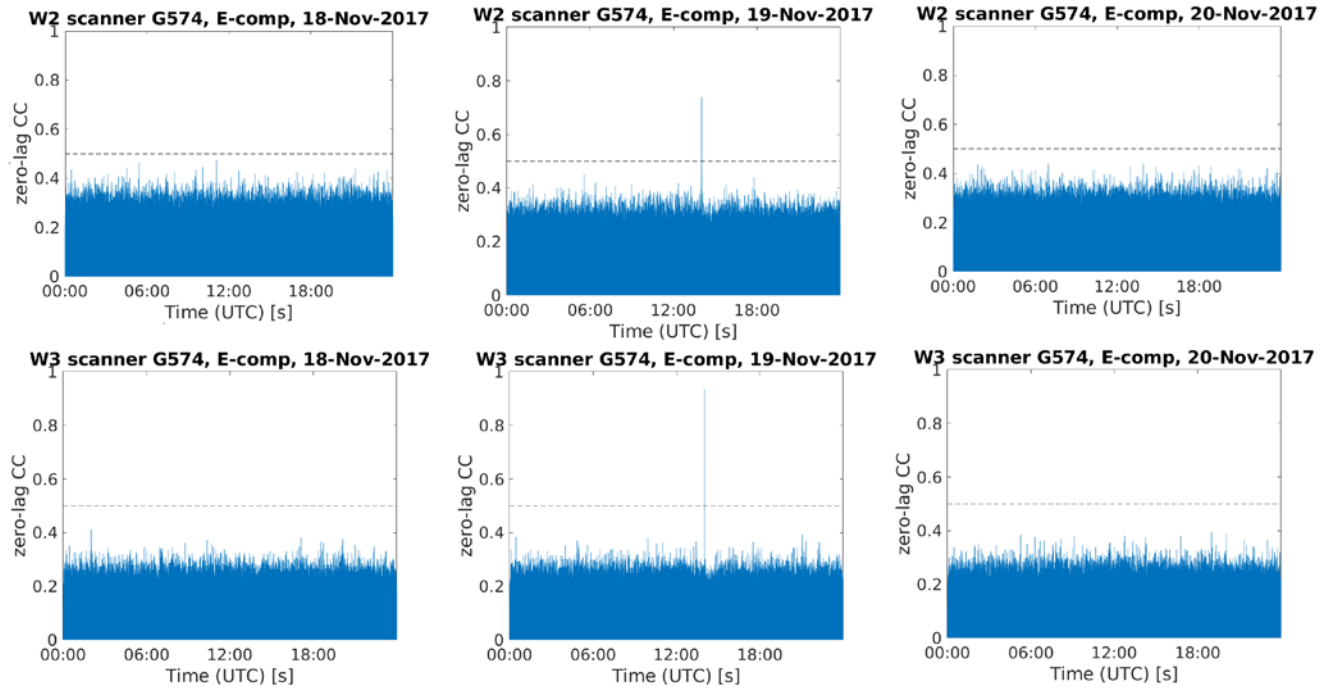 W2 scanner G574, E-comp, 18-Nov-2017
1
0.8
0.6
0.4
0.2
0
zero-lag CC
00:00 06:00 12:00 18:00
Time (UTC) [s]
W2 scanner G574, E-comp, 19-Nov-2017
1
0.8
0.6
0.4
0.2
0
zero-lag CC
00:00 06:00 12:00 18:00
Time (UTC) [s]
W2 scanner G574, E-comp, 20-Nov-2017
1
0.8
0.6
0.4
0.2
0
zero-lag CC
00:00 06:00 12:00 18:00
Time (UTC) [s]
W3 scanner G574, E-comp, 18-Nov-2017
1
0.8
0.6
0.4
0.2
0
zero-lag CC
00:00 06:00 12:00 18:00
Time (UTC) [s]
W3 scanner G574, E-comp, 19-Nov-2017
1
0.8
0.6
0.4
0.2
0
zero-lag CC
00:00 06:00 12:00 18:00
Time (UTC) [s]
W3 scanner G574, E-comp, 20-Nov-2017
1
0.8
0.6
0.4
0.2
0
zero-lag CC
00:00 06:00 12:00 18:00
Time (UTC) [s]